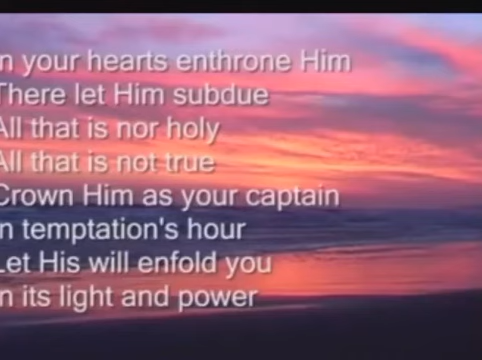 n your hearts enthrone Him
There let Him subdue
All that is nor holy
All that is not true
Crown Him as your captain
n temptation's hour
Let His will enfold you
n its light and power